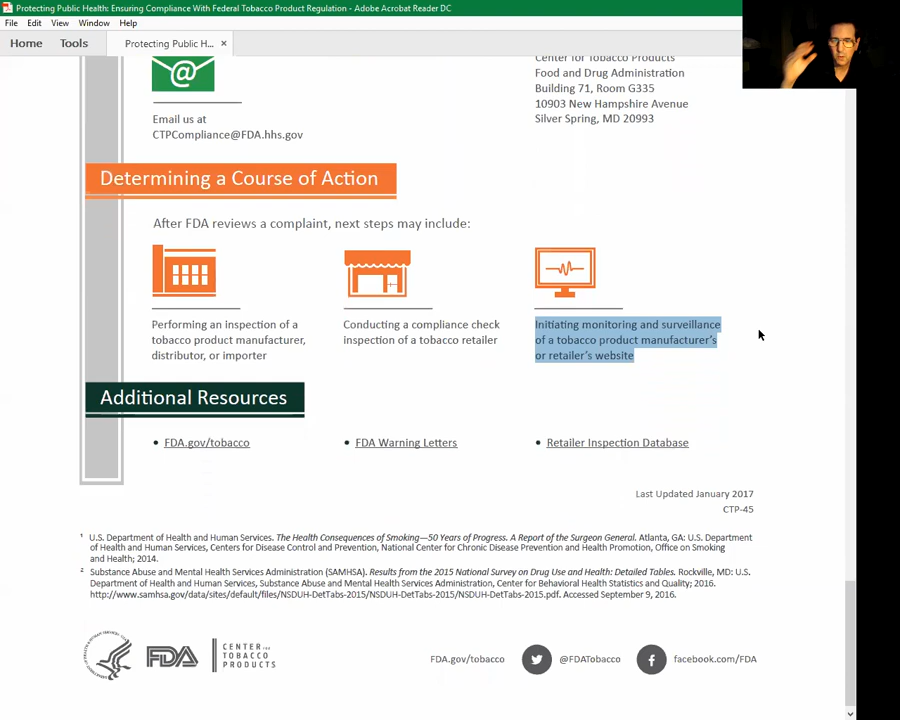 Protecting Public Health: Ensuring Compliance With Federal Tobacco Product Regulation - Adobe Acrobat Reader DC
File Edit View Window Help
Home Tools Protecting Public H... ×
@
Email us at
CTPCompliance@FDA.hhs.gov
Center for Tobacco Products
Food and Drug Administration
Building 71, Room G335
10903 New Hampshire Avenue
Silver Spring, MD 20993
Determining a Course of Action
After FDA reviews a complaint, next steps may include:
Performing an inspection of a
tobacco product manufacturer,
distributor, or importer
Conducting a compliance check
inspection of a tobacco retailer
Initiating monitoring and surveillance
of a tobacco product manufacturer's
or retailer's website
Additional Resources
• FDA.gov/tobacco
• FDA Warning Letters
• Retailer Inspection Database
Last Updated January 2017
CTP-45
1 U.S. Department of Health and Human Services. The Health Consequences of Smoking—50 Years of Progress. A Report of the Surgeon General. Atlanta, GA: U.S. Department
of Health and Human Services, Centers for Disease Control and Prevention, National Center for Chronic Disease Prevention and Health Promotion, Office on Smoking
and Health; 2014.
2 Substance Abuse and Mental Health Services Administration (SAMHSA). Results from the 2015 National Survey on Drug Use and Health: Detailed Tables. Rockville, MD: U.S.
Department of Health and Human Services, Substance Abuse and Mental Health Services Administration, Center for Behavioral Health Statistics and Quality; 2016.
http://www.samhsa.gov/data/sites/default/files/NSDUH-DetTabs-2015/NSDUH-DetTabs-2015/NSDUH-DetTabs-2015.pdf. Accessed September 9, 2016.
FDA
CENTER FOR
TOBACCO
PRODUCTS
FDA.gov/tobacco
@FDATobacco
facebook.com/FDA